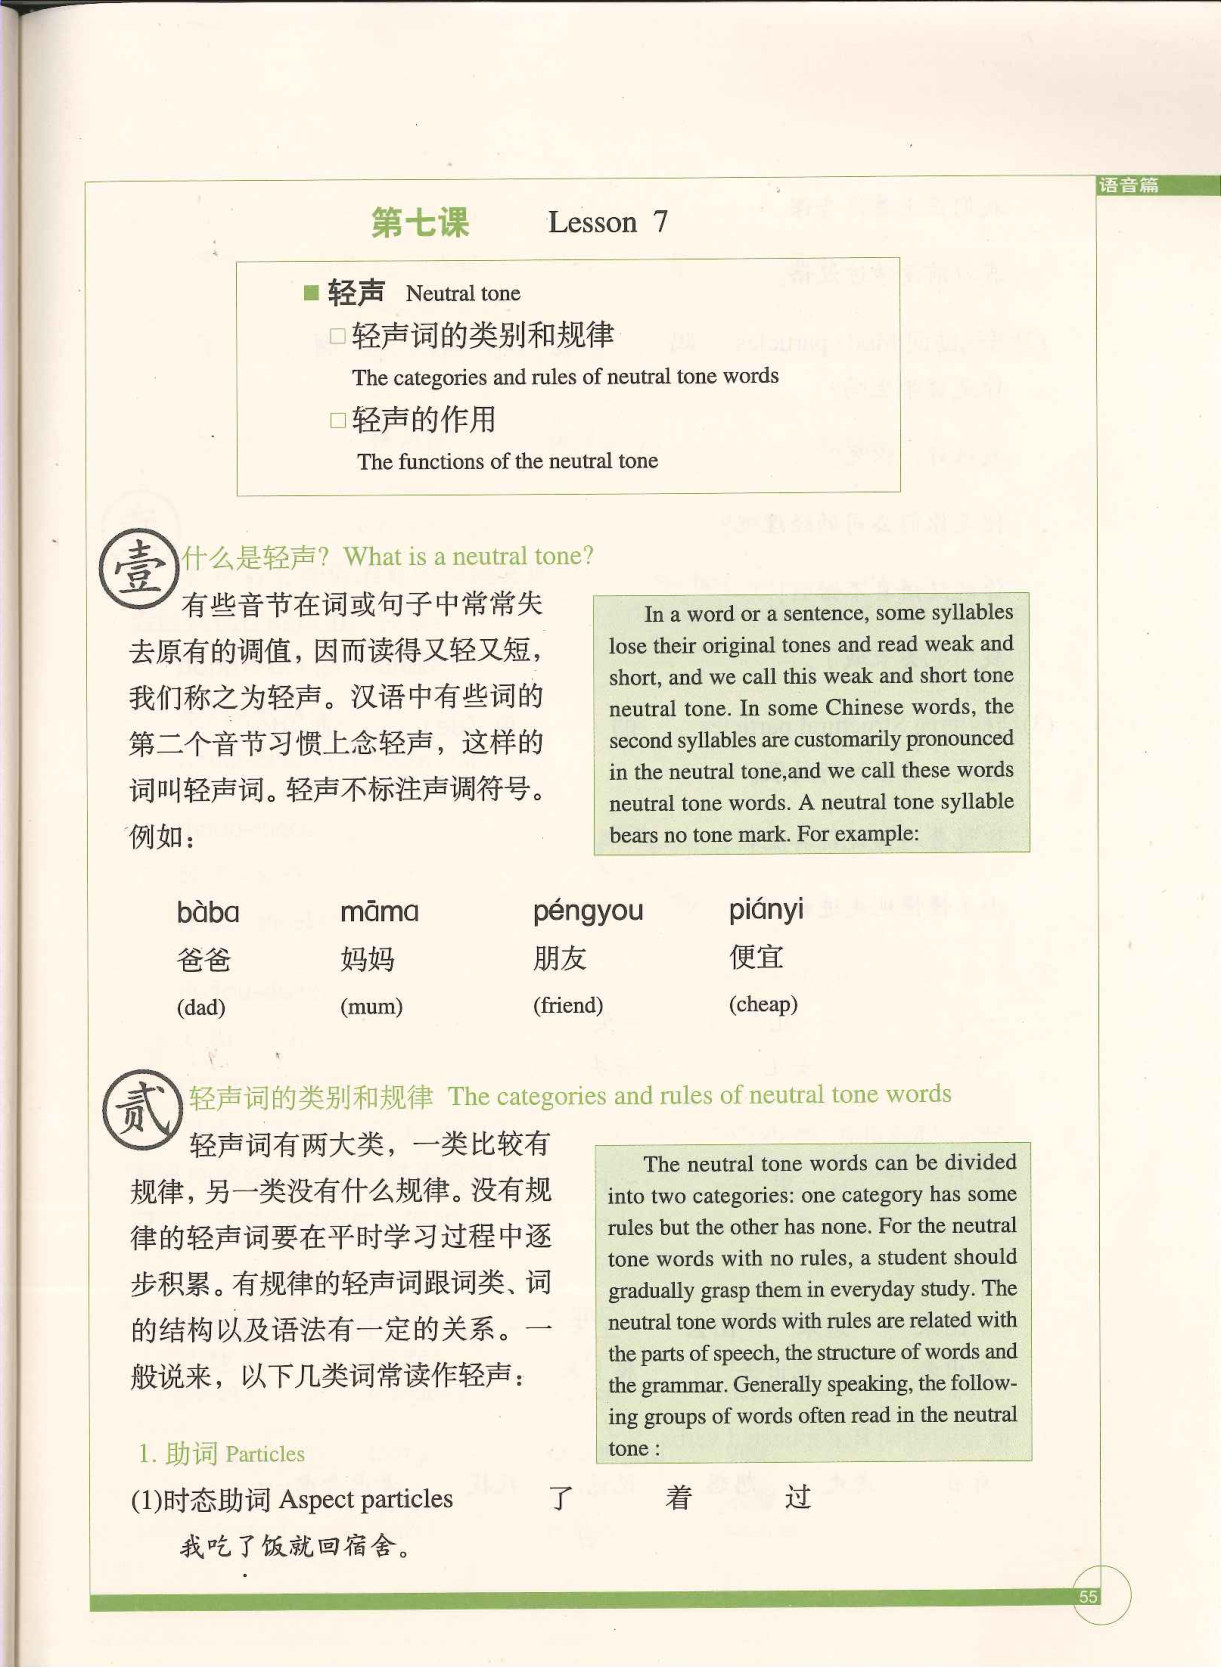 语音篇
第七课 Lesson 7
■ 轻声 Neutral tone
□ 轻声词的类别和规律
The categories and rules of neutral tone words
□ 轻声的作用
The functions of the neutral tone
壹 什么是轻声？ What is a neutral tone?
有些音节在词或句子中常常失
去原有的调值，因而读得又轻又短，
我们称之为轻声。汉语中有些词的
第二个音节习惯上念轻声，这样的
词叫轻声词。轻声不标注声调符号。
例如：
In a word or a sentence, some syllables
lose their original tones and read weak and
short, and we call this weak and short tone
neutral tone. In some Chinese words, the
second syllables are customarily pronounced
in the neutral tone,and we call these words
neutral tone words. A neutral tone syllable
bears no tone mark. For example:
bàba māma péngyou piányi
爸爸 妈妈 朋友 便宜
(dad) (mum) (friend) (cheap)
贰 轻声词的类别和规律 The categories and rules of neutral tone words
轻声词有两大类，一类比较有
规律，另一类没有什么规律。没有规
律的轻声词要在平时学习过程中逐
步积累。有规律的轻声词跟词类、词
的结构以及语法有一定的关系。一
般说来，以下几类词常读作轻声：
The neutral tone words can be divided
into two categories: one category has some
rules but the other has none. For the neutral
tone words with no rules, a student should
gradually grasp them in everyday study. The
neutral tone words with rules are related with
the parts of speech, the structure of words and
the grammar. Generally speaking, the follow-
ing groups of words often read in the neutral
tone :
1. 助词 Particles
(1)时态助词 Aspect particles 了 着 过
我吃了饭就回宿舍。
55